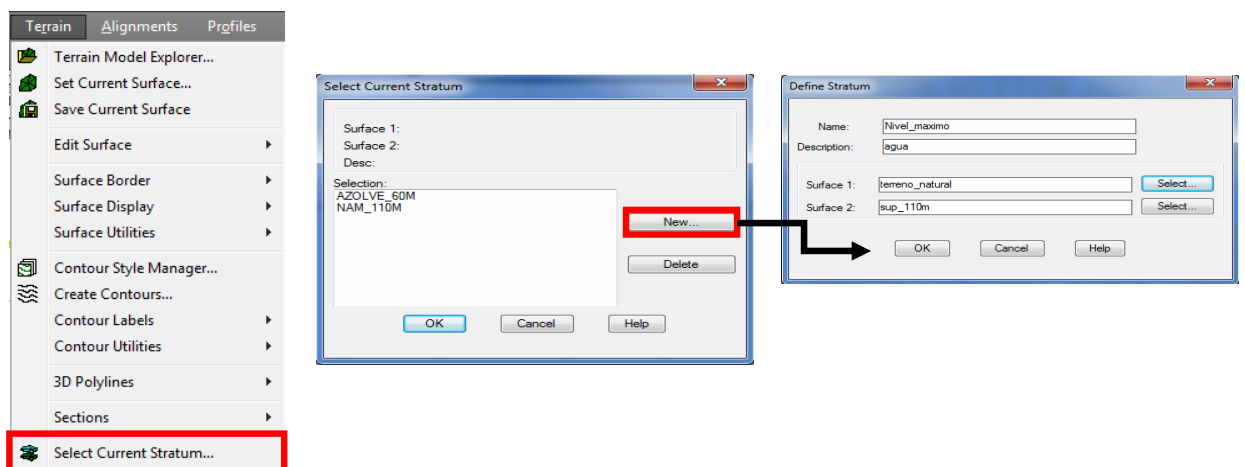 Terrain Alignments Profiles
Terrain Model Explorer...
Set Current Surface...
Save Current Surface
Edit Surface
Surface Border
Surface Display
Surface Utilities
Contour Style Manager...
Create Contours...
Contour Labels
Contour Utilities
3D Polylines
Sections
Select Current Stratum...
Select Current Stratum
Surface 1:
Surface 2:
Desc:
Selection:
AZOLVE_60M
NAM_110M
New...
Delete
OK Cancel Help
Define Stratum
Name: Nivel_maximo
Description: agua
Surface 1: terreno_natural Select...
Surface 2: sup_110m Select...
OK Cancel Help